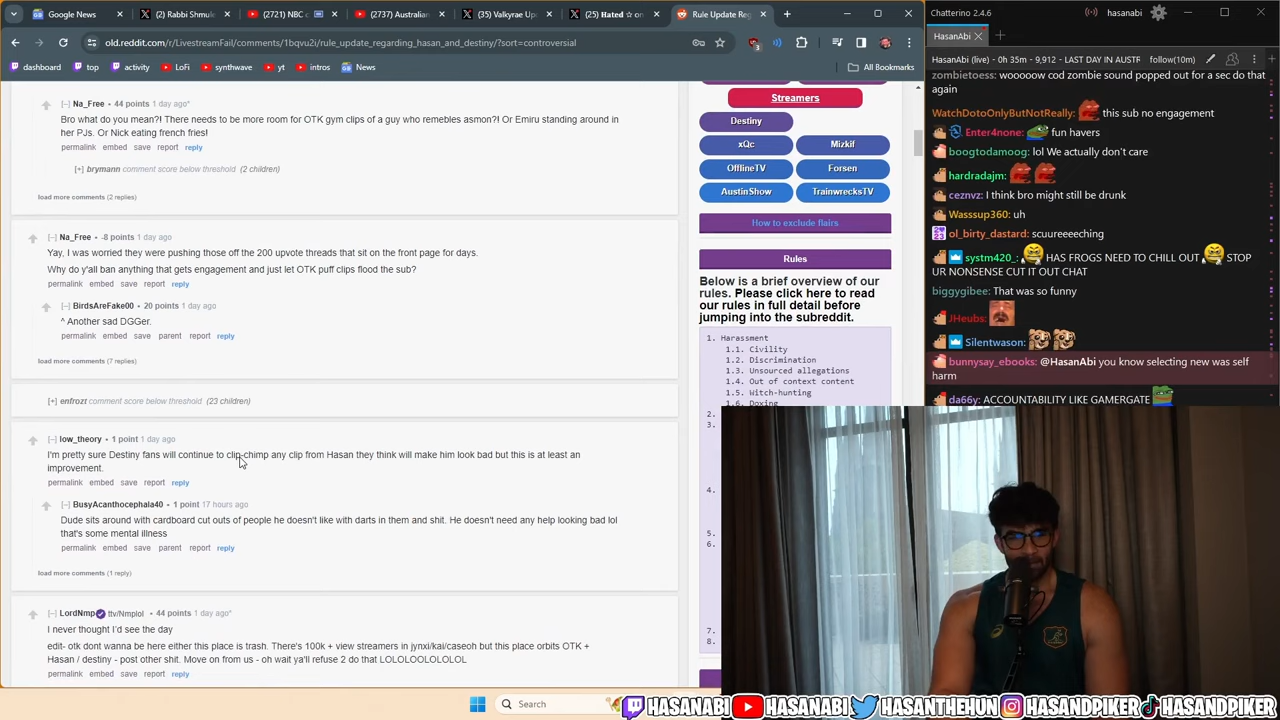 Google News
(2) Rabbi Shmule
(272) BBC
(2737) Australian
(35) Valkyrae Up
(25) Hated ☆ on
Rule Update Reg
old.reddit.com/r/LivestreamFail/comments/
bqvu2i/rule_update_regarding_hasan_and_destiny/?sort=controversial
dashboard
top
activity
LoFi
synthwave
yt
intros
News
All Bookmarks
[–] Na_Free • 44 points 1 day ago*
Bro what do you mean?! There needs to be more room for OTK gym clips of a guy who remebles asmon?! Or Emiru standing around in
her PJs. Or Nick eating french fries!
permalink embed save report reply
[+] brymann comment score below threshold (2 children)
load more comments (2 replies)
[–] Na_Free • -8 points 1 day ago
Yay, I was worried they were pushing those off the 200 upvote threads that sit on the front page for days.
Why do y'all ban anything that gets engagement and just let OTK puff clips flood the sub?
permalink embed save report reply
[–] BirdsAreFake00 • 20 points 1 day ago
^ Another sad DGGer.
permalink embed save parent report reply
load more comments (7 replies)
[+] enfrozt comment score below threshold (23 children)
[–] low_theory • 1 point 1 day ago
I'm pretty sure Destiny fans will continue to clip-chimp any clip from Hasan they think will make him look bad but this is at least an
improvement.
permalink embed save report reply
[–] BusyAcanthocephala40 • 1 point 17 hours ago
Dude sits around with cardboard cut outs of people he doesn't like with darts in them and shit. He doesn't need any help looking bad lol
that's some mental illness
permalink embed save parent report reply
load more comments (1 reply)
[–] LordNmp ttv/Nmplol • 44 points 1 day ago*
I never thought I'd see the day
edit- otk dont wanna be here either this place is trash. There's 100k + view streamers in jynxi/kai/caseoh but this place orbits OTK +
Hasan / destiny - post other shit. Move on from us - oh wait ya'll refuse 2 do that LOLOLOOLOLOLOL
permalink embed save report reply
Streamers
Destiny
xQc Mizkif
OfflineTV Forsen
AustinShow TrainwrecksTV
How to exclude flairs
Rules
Below is a brief overview of our
rules. Please click here to read
our rules in full detail before
jumping into the subreddit.
1. Harassment
1.1. Civility
1.2. Discrimination
1.3. Unsourced allegations
1.4. Out of context content
1.5. Witch-hunting
1.6. Doxing
2.
3.
4.
5.
6.
7.
8.
Chatterino 2.4.6
hasanabi
HasanAbi
HasanAbi (live) - 0h 35m - 9,912 - LAST DAY IN AUSTR
follow(10m)
zombietoess: wooooow cod zombie sound popped out for a sec do that
again
WatchDotoOnlyButNotReally: this sub no engagement
Enter4none: fun havers
boogtodamoog: lol We actually don't care
hardradajm:
ceznvz: I think bro might still be drunk
Wasssup360: uh
ol_birty_dastard: scuureeeeching
systm420_: HAS FROGS NEED TO CHILL OUT STOP
UR NONSENSE CUT IT OUT CHAT
biggygibee: That was so funny
JHeubs:
Silentwason:
bunnysay_ebooks: @HasanAbi you know selecting new was self
harm
da66y: ACCOUNTABILITY LIKE GAMERGATE
Search
HASANABI HASANABI HASANTHEHUN HASANDPIKER HASANDPIKER